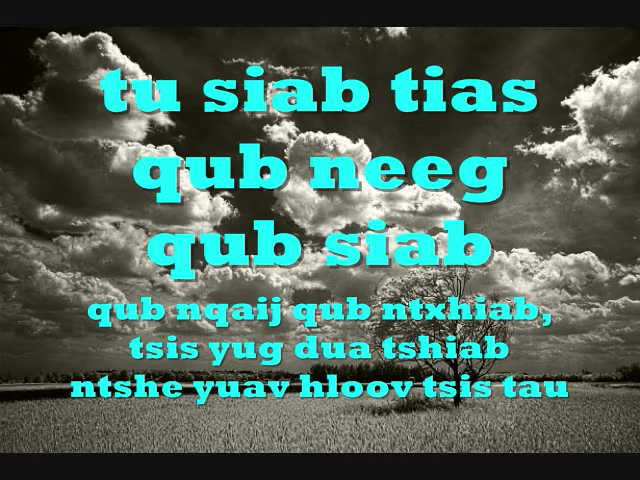 tu siab tias
qub neeg
qub siab
qub nqaij qub ntxhiab,
tsis yug dua tshiab
ntshe yuav hloov tsis tau